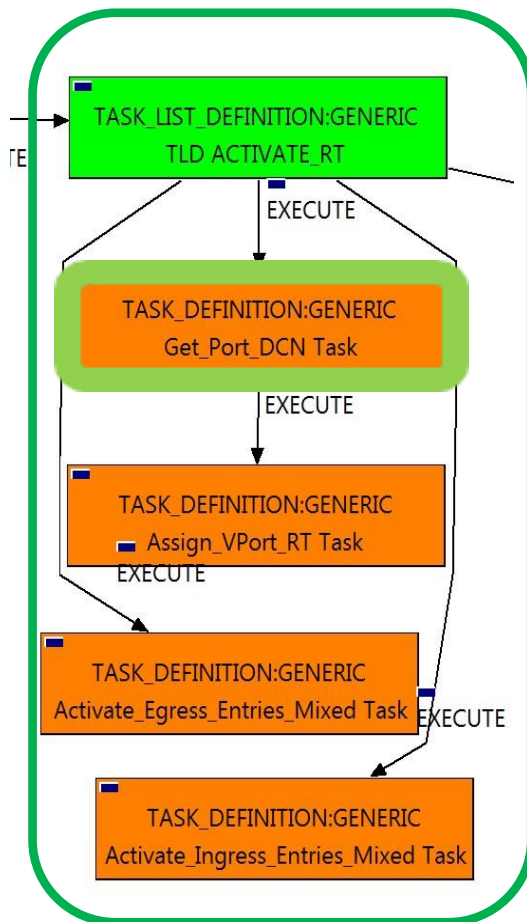 TASK_LIST_DEFINITION:GENERIC
TLD ACTIVATE_RT
TE
EXECUTE
TASK_DEFINITION:GENERIC
Get_Port_DCN Task
EXECUTE
TASK_DEFINITION:GENERIC
Assign_VPort_RT Task
EXECUTE
TASK_DEFINITION:GENERIC
Activate_Egress_Entries_Mixed Task
EXECUTE
TASK_DEFINITION:GENERIC
Activate_Ingress_Entries_Mixed Task